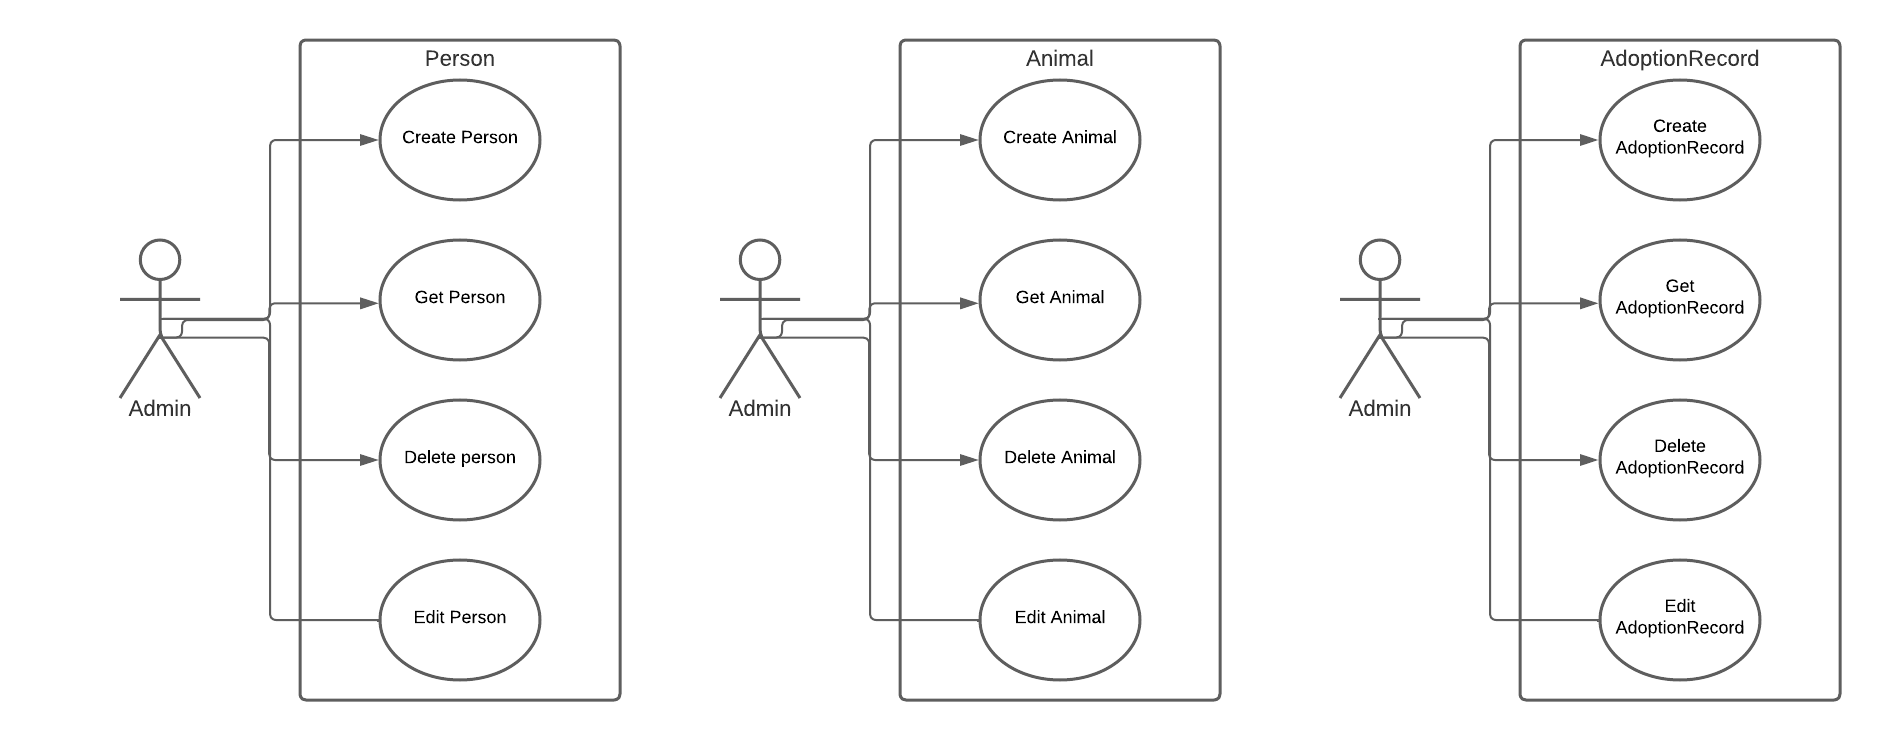 Person
Create Person
Get Person
Delete person
Edit Person
Admin
Animal
Create Animal
Get Animal
Delete Animal
Edit Animal
Admin
AdoptionRecord
Create
AdoptionRecord
Get
AdoptionRecord
Delete
AdoptionRecord
Edit
AdoptionRecord
Admin